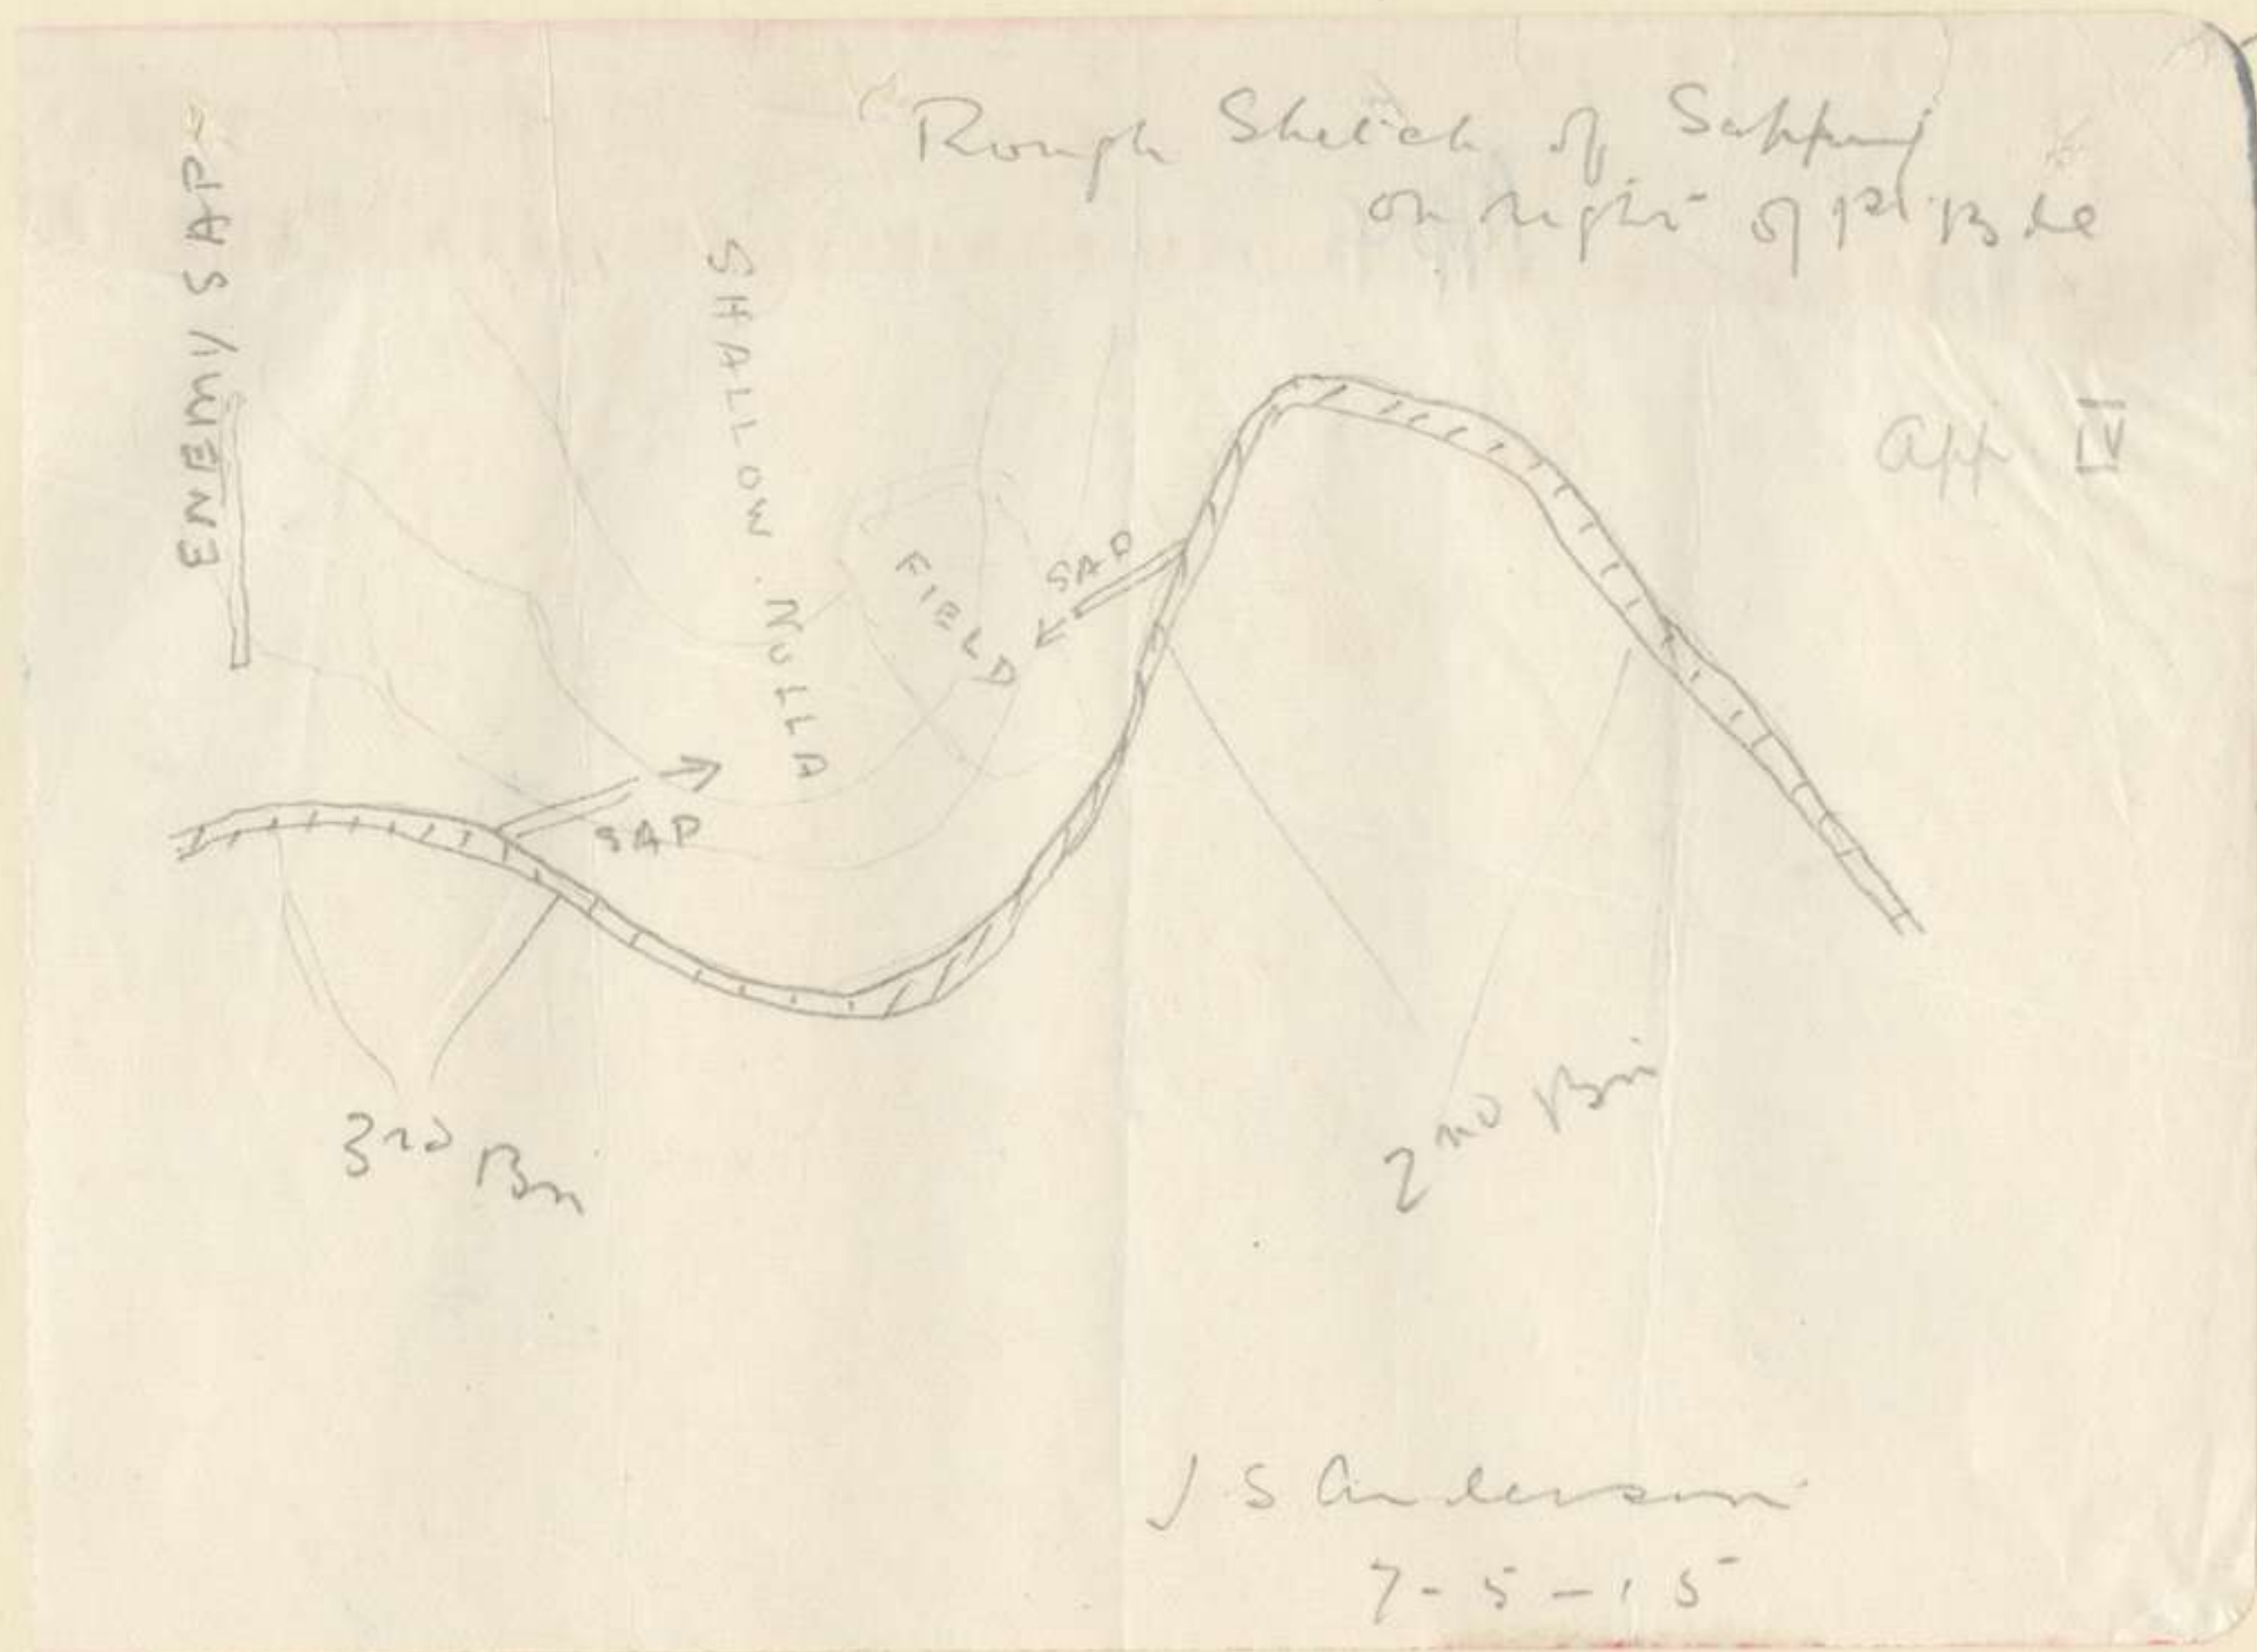 Rough Sketch of Sapping
on right of 1st Bde
App IV
ENEMY SAP
SHALLOW NULLA
FIELD
SAP
SAP
3rd Bn
2nd Bn
J S Anderson
7-5-15